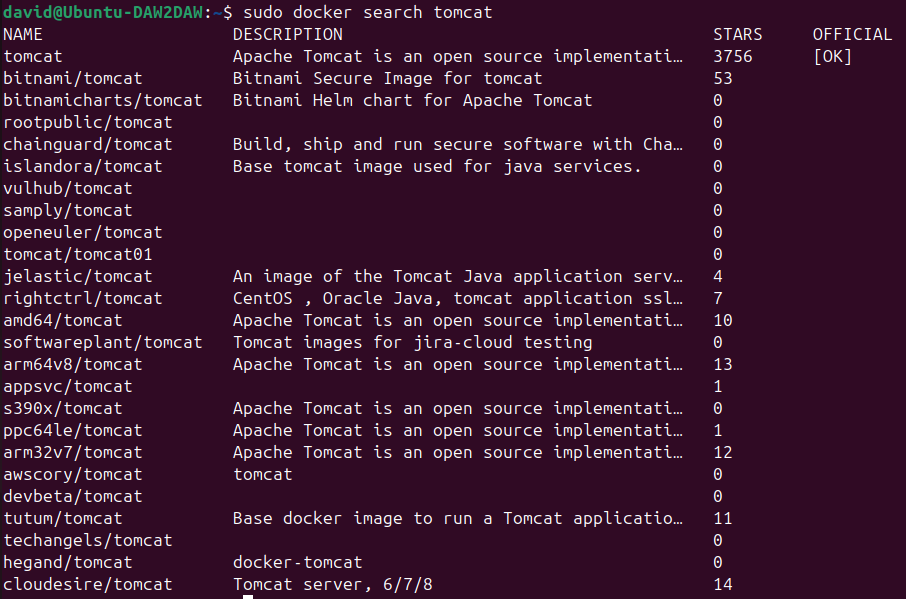 david@Ubuntu-DAW2DAW:~$ sudo docker search tomcat
NAME DESCRIPTION STARS OFFICIAL
tomcat Apache Tomcat is an open source implementati… 3756 [OK]
bitnami/tomcat Bitnami Secure Image for tomcat 53
bitnamicharts/tomcat Bitnami Helm chart for Apache Tomcat 0
rootpublic/tomcat 0
chainguard/tomcat Build, ship and run secure software with Cha… 0
islandora/tomcat Base tomcat image used for java services. 0
vulhub/tomcat 0
samply/tomcat 0
openeuler/tomcat 0
tomcat/tomcat01 0
jelastic/tomcat An image of the Tomcat Java application serv… 4
rightctrl/tomcat CentOS , Oracle Java, tomcat application ssl… 7
amd64/tomcat Apache Tomcat is an open source implementati… 10
softwareplant/tomcat Tomcat images for jira-cloud testing 0
arm64v8/tomcat Apache Tomcat is an open source implementati… 13
appsvc/tomcat 1
s390x/tomcat Apache Tomcat is an open source implementati… 0
ppc64le/tomcat Apache Tomcat is an open source implementati… 1
arm32v7/tomcat Apache Tomcat is an open source implementati… 12
awscory/tomcat tomcat 0
devbeta/tomcat 0
tutum/tomcat Base docker image to run a Tomcat applicatio… 11
techangels/tomcat 0
hegand/tomcat docker-tomcat 0
cloudesire/tomcat Tomcat server, 6/7/8 14